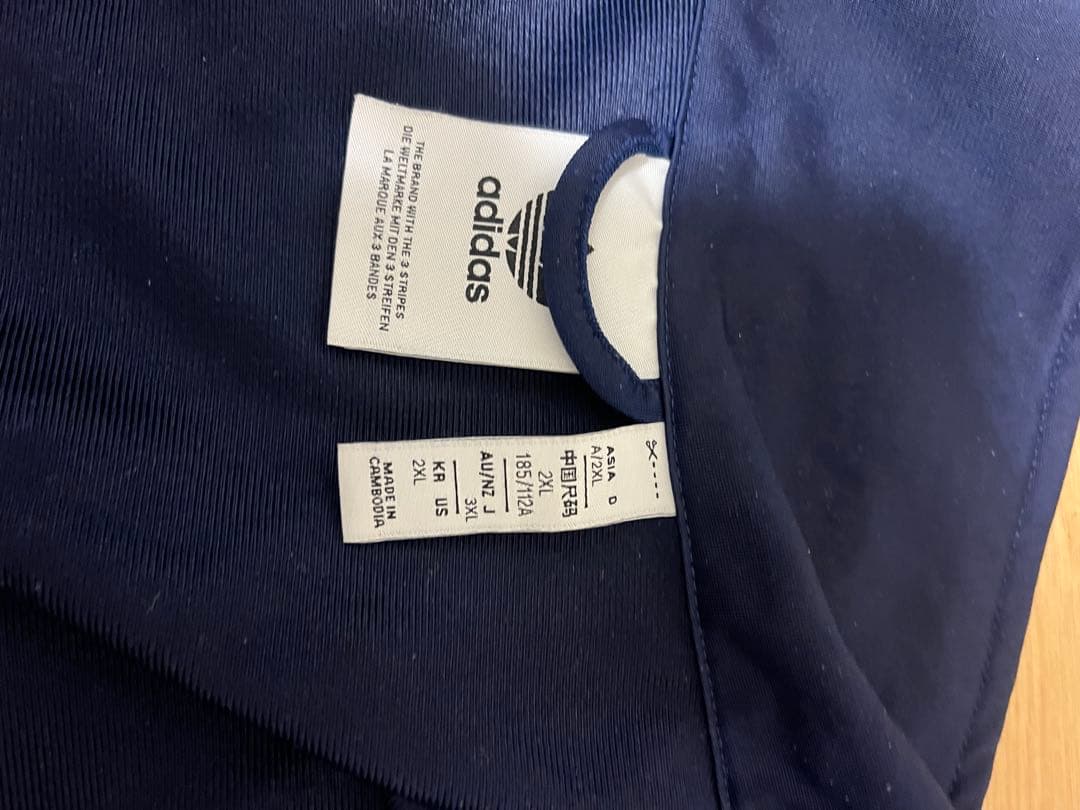 adidas
THE BRAND WITH THE 3 STRIPES
DIE WELTMARKE MIT DEN 3 STREIFEN
LA MARQUE AUX 3 BANDES
ASIA D
A/2XL
中国尺码
2XL
185/112A
AU/NZ J
3XL
KR US
2XL
MADE IN
CAMBODIA